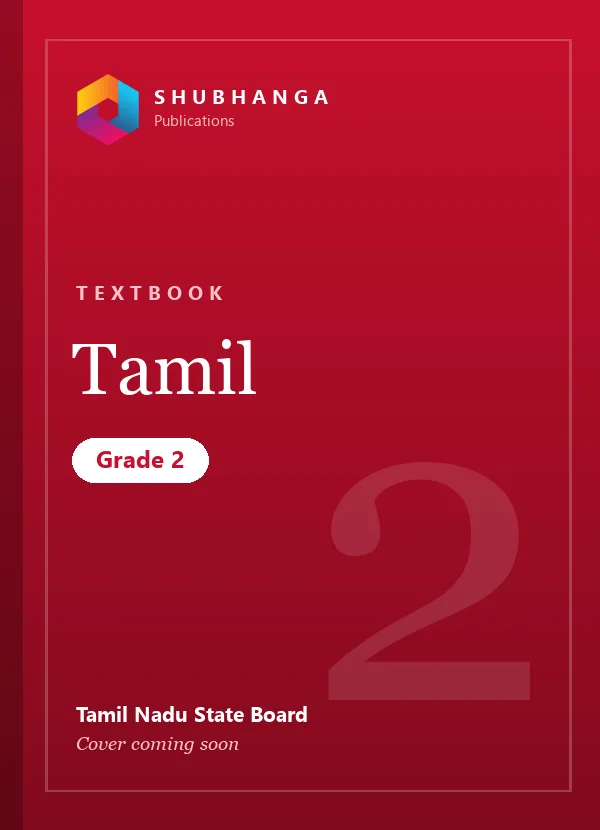 SHUBHANGA
Publications
TEXTBOOK
Tamil
Grade 2
2
Tamil Nadu State Board
Cover coming soon